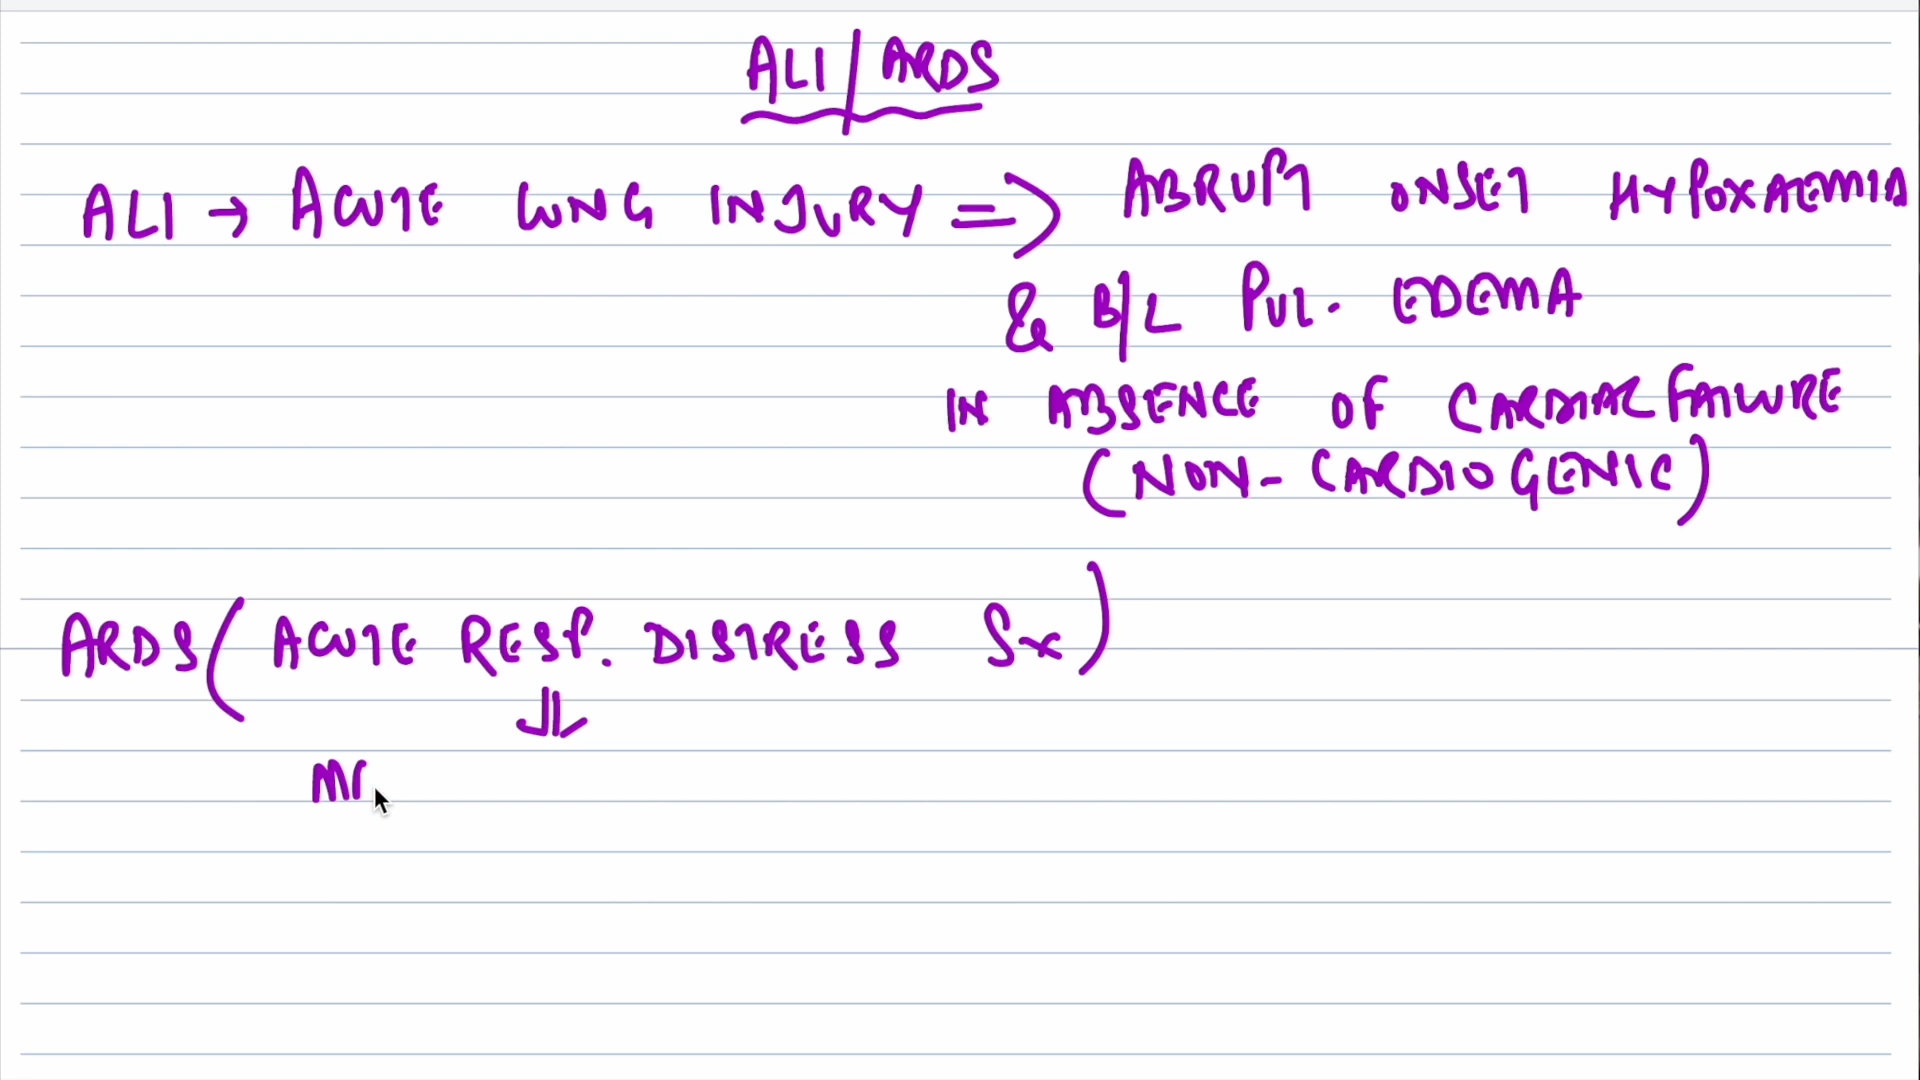 ALI / ARDS
ALI → ACUTE LUNG INJURY => ABRUPT ONSET HYPOXAEMIA
& B/L PUL. EDEMA
IN ABSENCE OF CARDIAC FAILURE
(NON-CARDIOGENIC)
ARDS (ACUTE RESP. DISTRESS Sx)
⇓